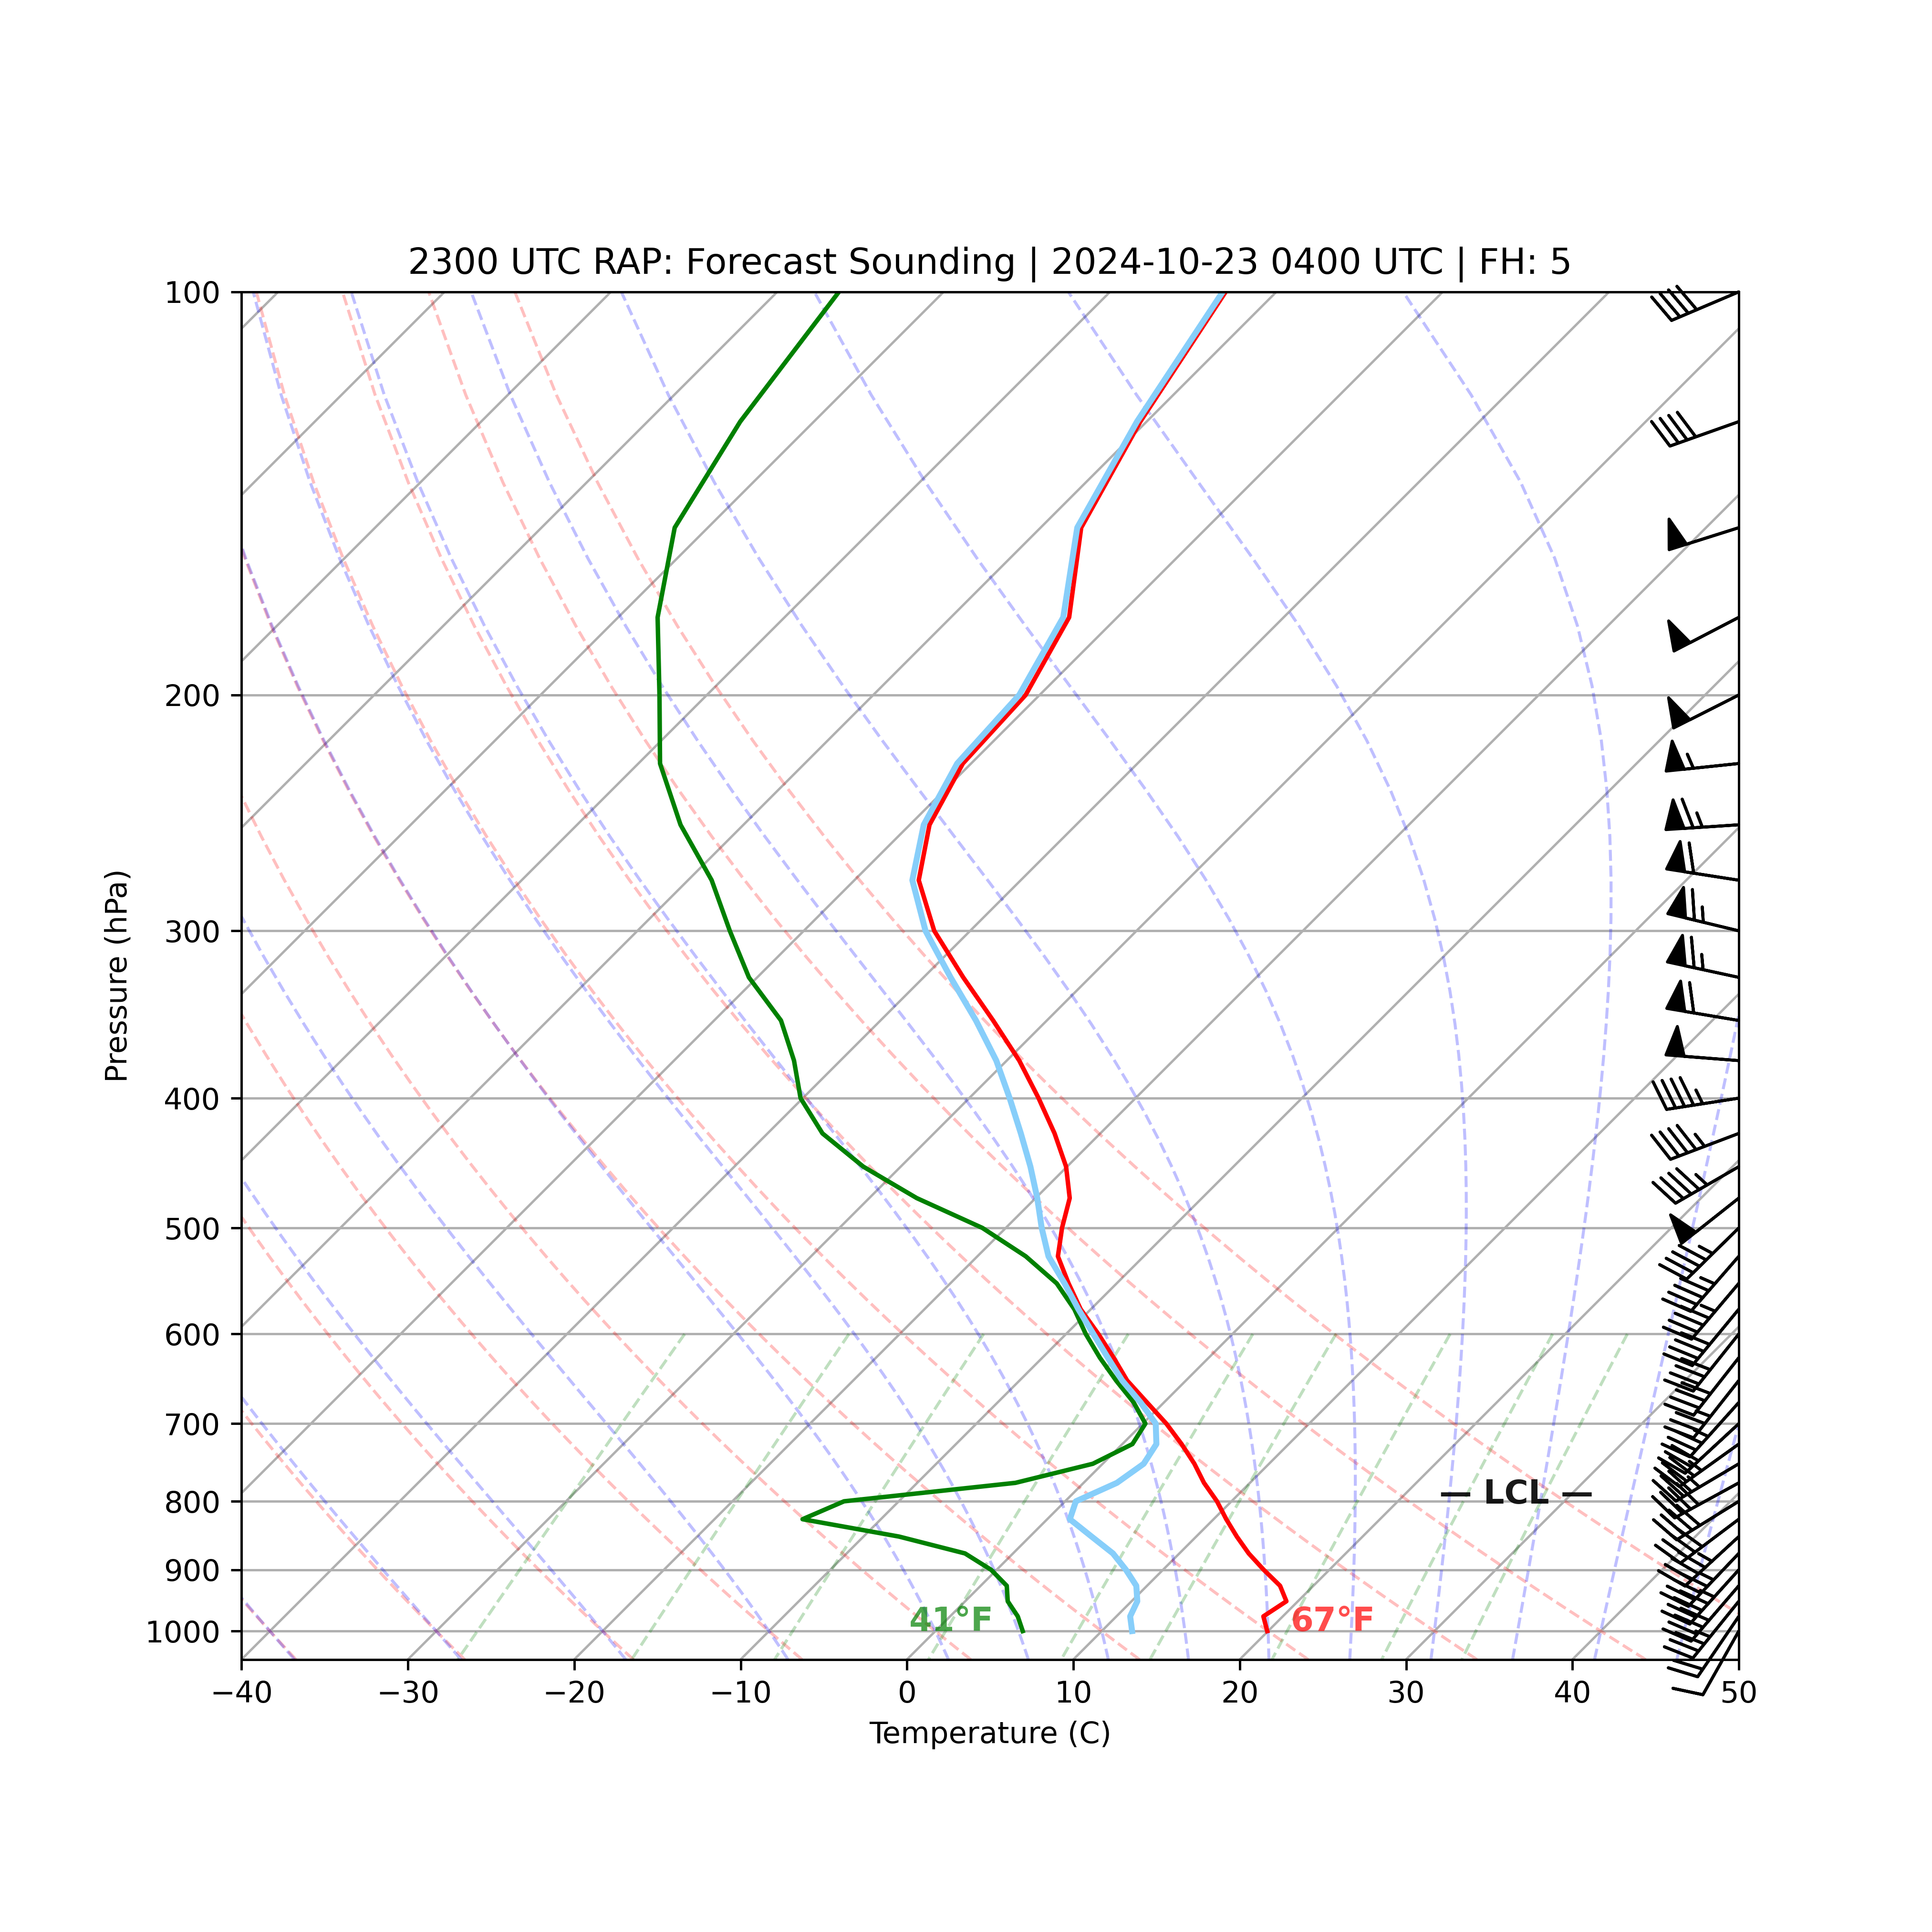 2300 UTC RAP: Forecast Sounding | 2024-10-23 0400 UTC | FH: 5
100
200
300
400
500
600
700
800
900
1000
Pressure (hPa)
— LCL —
41°F
67°F
−40 −30 −20 −10 0 10 20 30 40 50
Temperature (C)